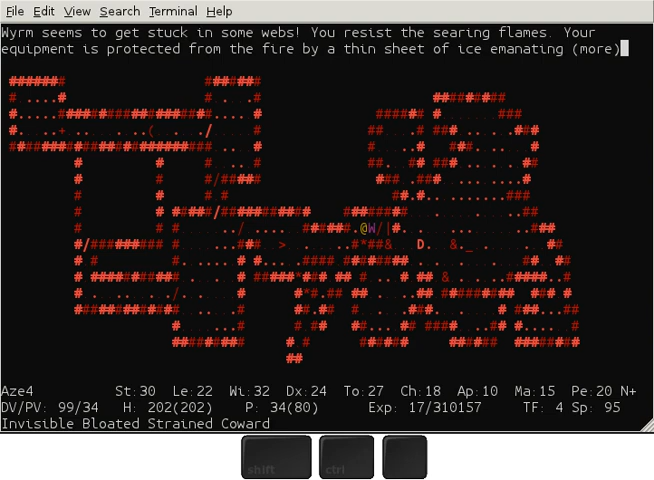 File Edit View Search Terminal Help
Wyrm seems to get stuck in some webs! You resist the searing flames. Your
equipment is protected from the fire by a thin sheet of ice emanating (more)
Aze4 St:30 Le:22 Wi:32 Dx:24 To:27 Ch:18 Ap:10 Ma:15 Pe:20 N+
DV/PV: 99/34 H: 202(202) P: 34(80) Exp: 17/310157 TF: 4 Sp: 95
Invisible Bloated Strained Coward
shift ctrl